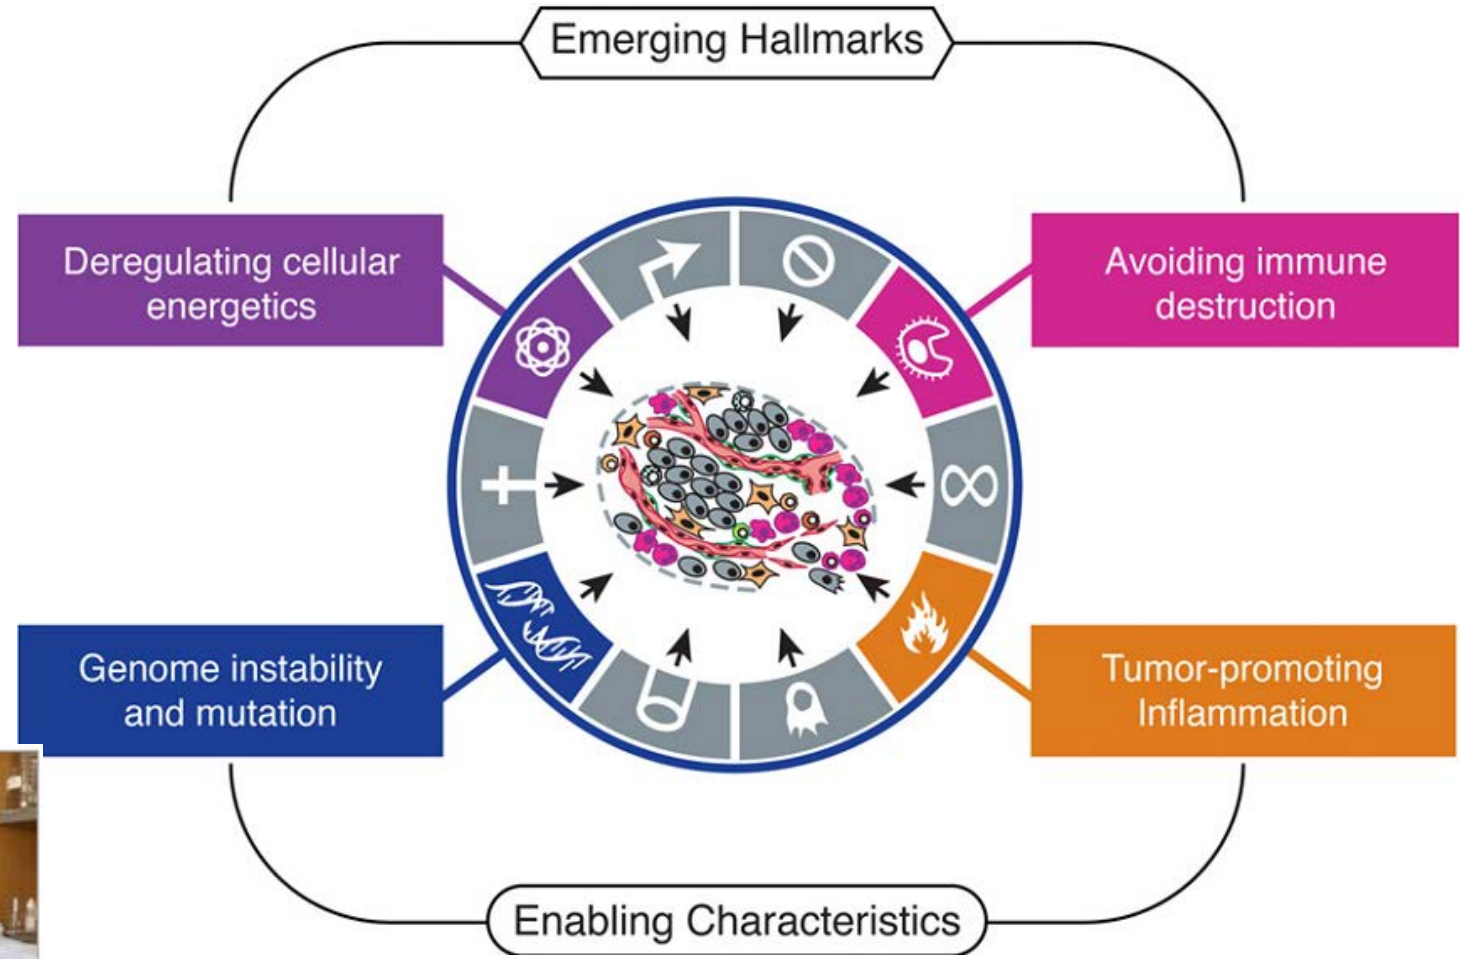 Emerging Hallmarks
Deregulating cellular
energetics
Avoiding immune
destruction
Genome instability
and mutation
Tumor-promoting
Inflammation
Enabling Characteristics